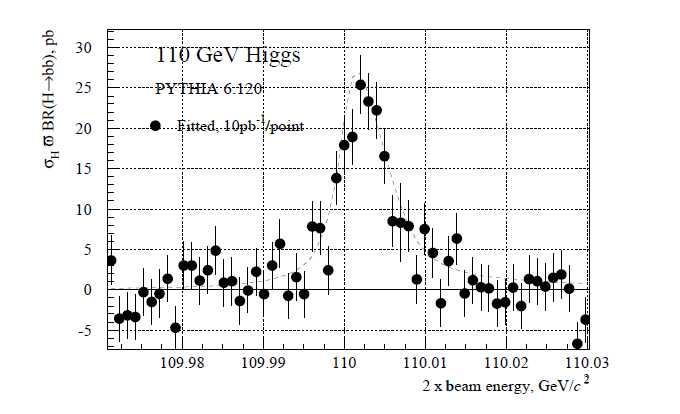 110 GeV Higgs
PYTHIA 6.120
Fitted, 10pb⁻¹/point
σ_H ϖ BR(H→bb), pb
30
25
20
15
10
5
0
-5
109.98 109.99 110 110.01 110.02 110.03
2 x beam energy, GeV/c²